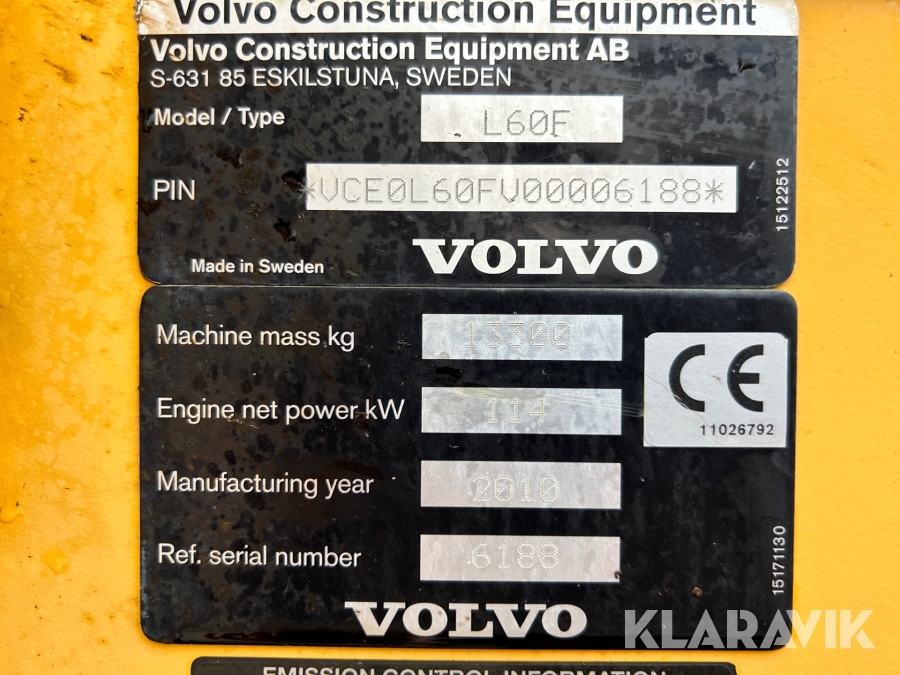 Volvo Construction Equipment
Volvo Construction Equipment AB
S-631 85 ESKILSTUNA, SWEDEN
Model / Type L60F
PIN *VCE0L60FV00006188*
15122512
Made in Sweden VOLVO
Machine mass kg 13300
CE
11026792
Engine net power kW 114
Manufacturing year 2010
Ref. serial number 6188
15171130
VOLVO
KLARAVIK
EMISSION CONTROL INFORMATION